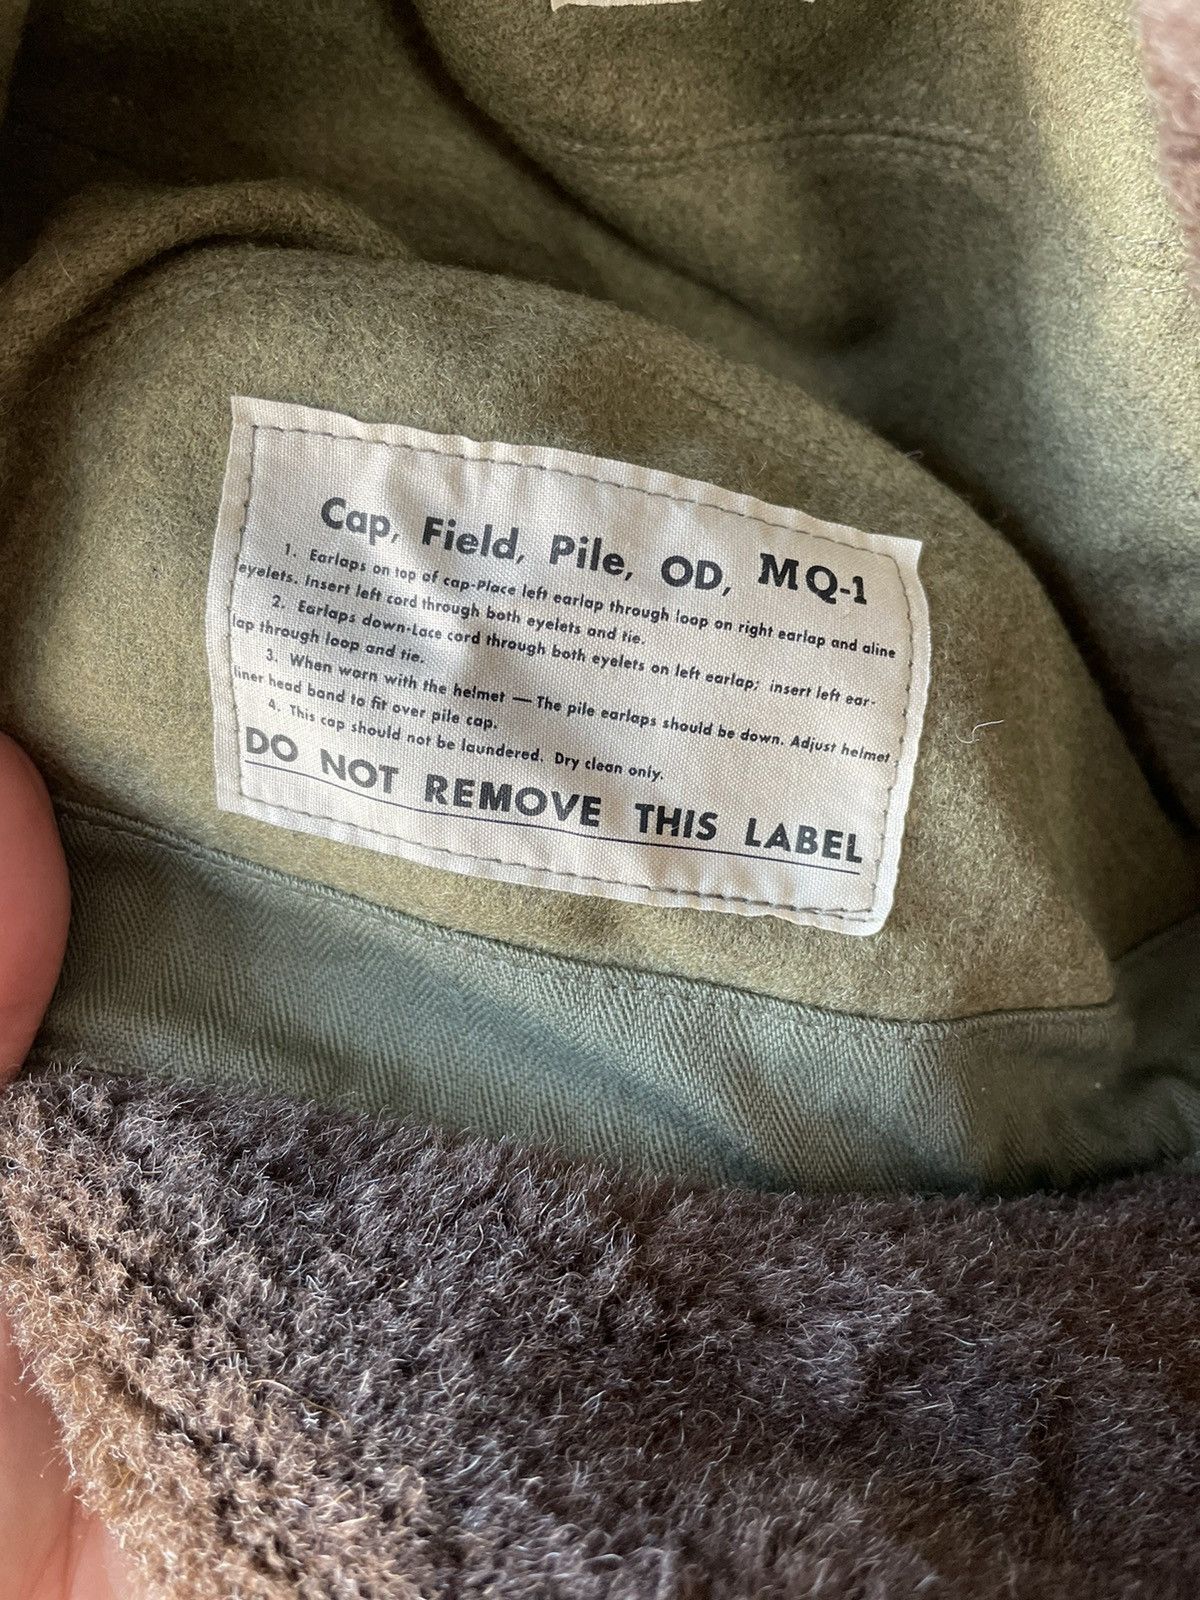 Cap, Field, Pile, OD, MQ-1
1. Earlaps on top of cap-Place left earlap through loop on right earlap and aline
eyelets. Insert left cord through both eyelets and tie.
2. Earlaps down-Lace cord through both eyelets on left earlap; insert left ear-
lap through loop and tie.
3. When worn with the helmet — The pile earlaps should be down. Adjust helmet
liner head band to fit over pile cap.
4. This cap should not be laundered. Dry clean only.
DO NOT REMOVE THIS LABEL